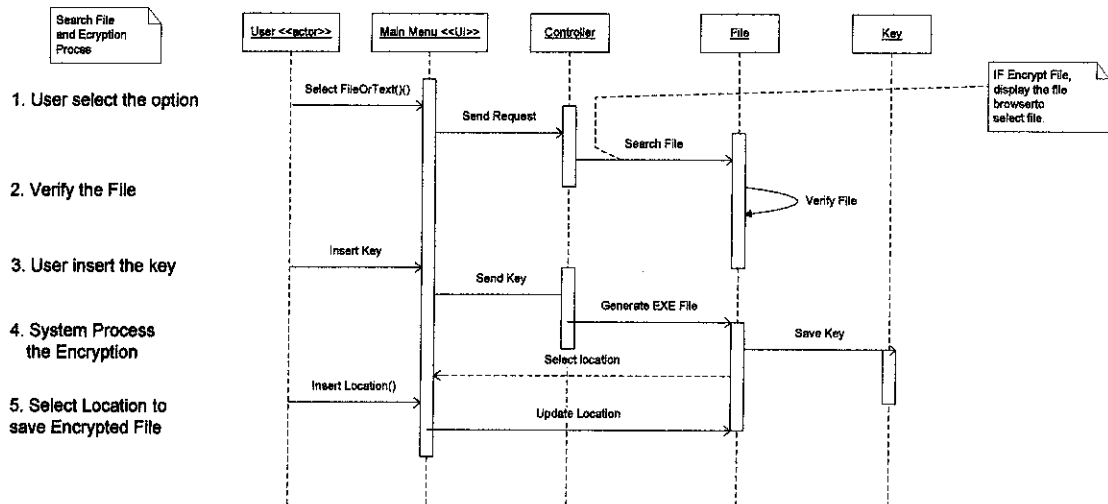 Search File
and Ecryption
Proces
User <<actor>>
Main Menu <<UI>>
Controller
File
Key
IF Encrypt File,
display the file
browserto
select file.
1. User select the option
Select FileOrText()()
Send Request
Search File
2. Verify the File
Verify File
3. User insert the key
Insert Key
Send Key
Generate EXE File
4. System Process
the Encryption
Save Key
Select location
Insert Location()
5. Select Location to
save Encrypted File
Update Location